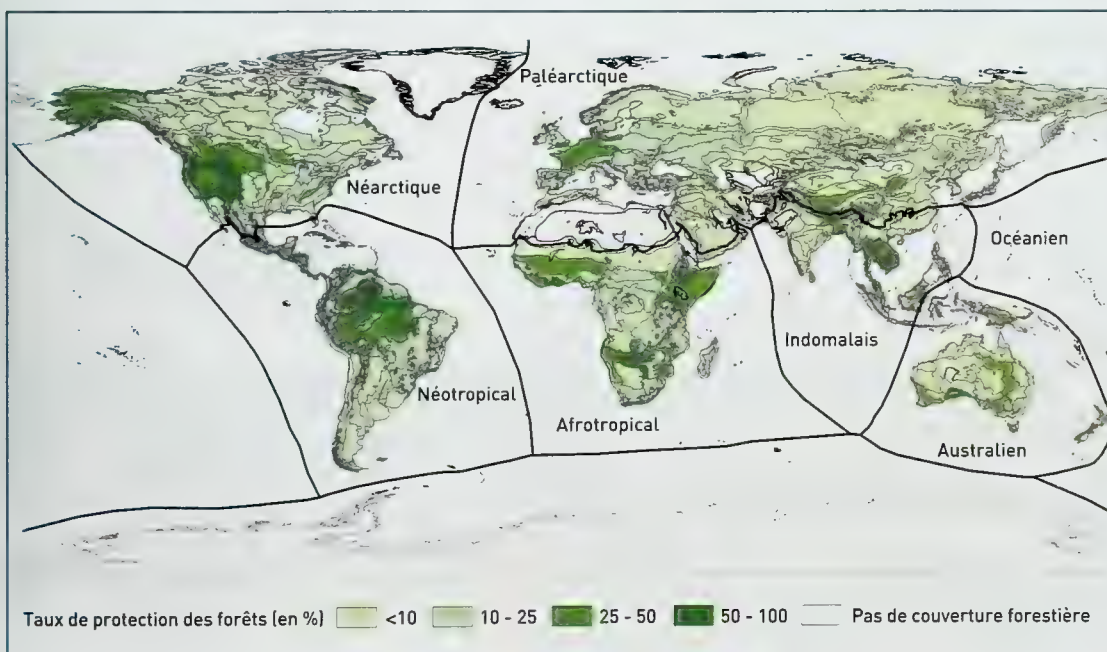 Paléarctique
Néarctique
Océanien
Indomalais
Néotropical
Afrotropical
Australien
Taux de protection des forêts (en %) <10 10 - 25 25 - 50 50 - 100 Pas de couverture forestière